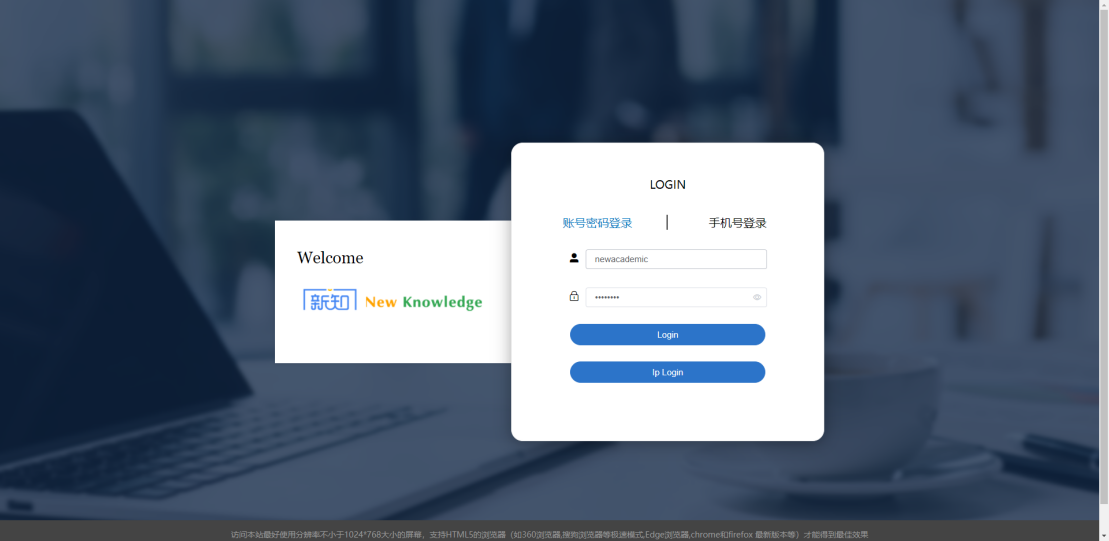 LOGIN
账号密码登录 | 手机号登录
Welcome
newacademic
新知 New Knowledge
••••••••
Login
Ip Login
访问本站最好使用分辨率不小于1024*768大小的屏幕，支持HTML5的浏览器（如360浏览器,搜狗浏览器等极速模式,Edge浏览器,chrome和firefox 最新版本等）才能得到最佳效果